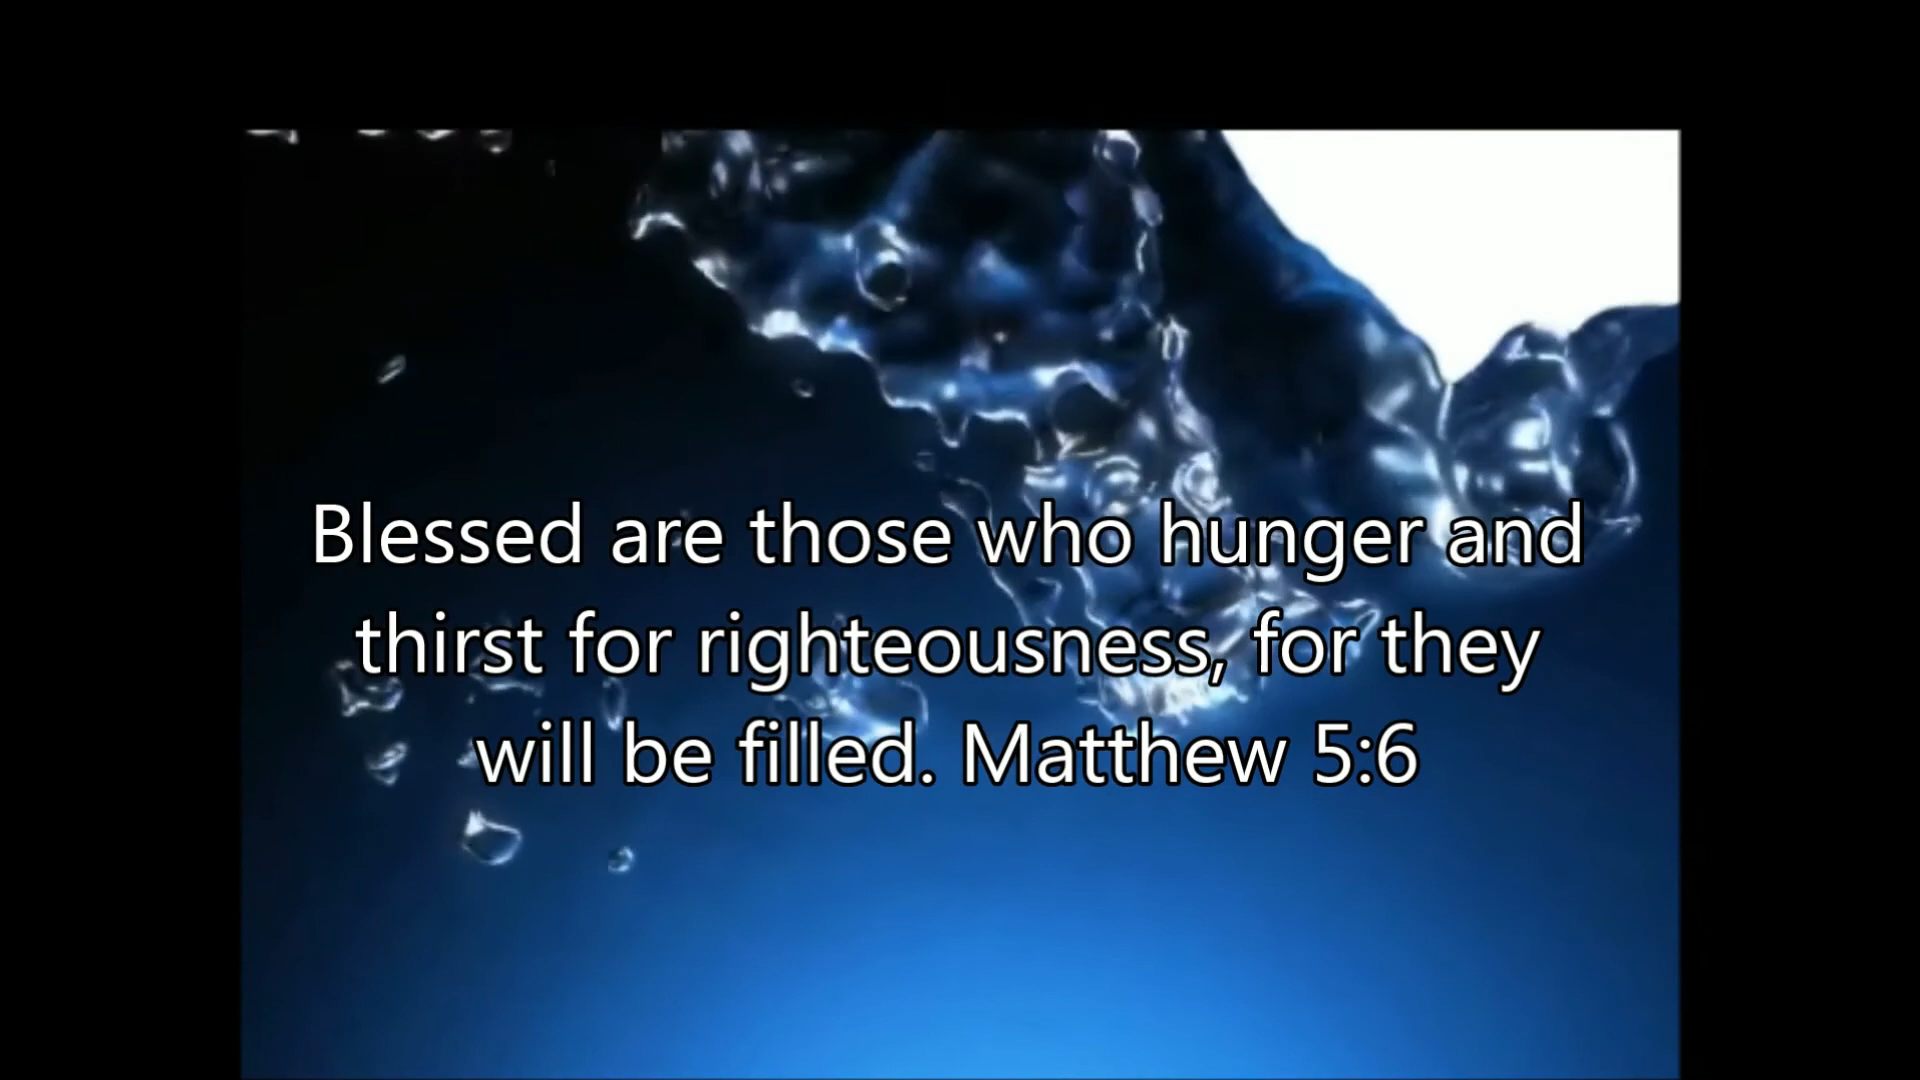 Blessed are those who hunger and
thirst for righteousness, for they
will be filled. Matthew 5:6